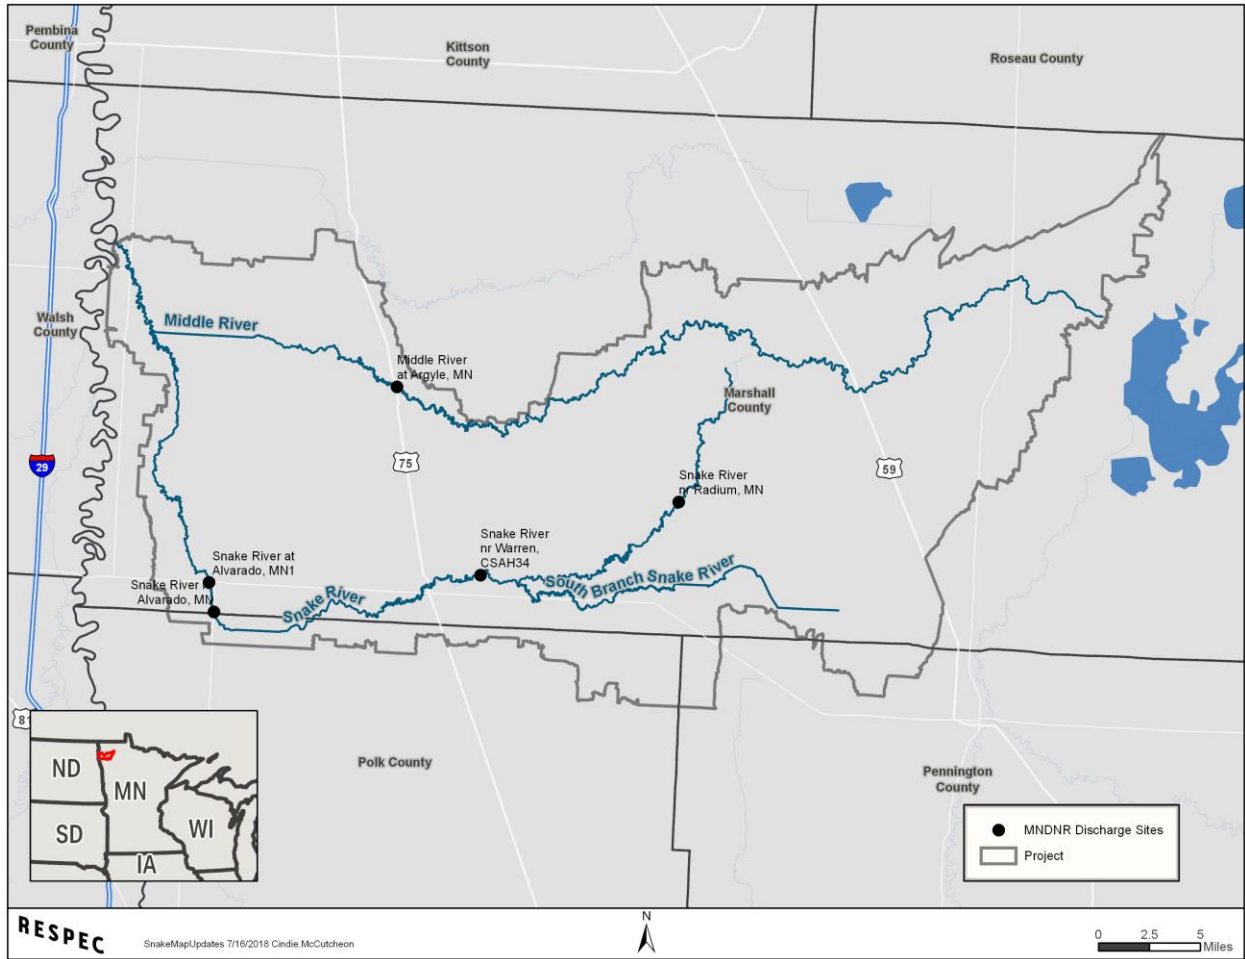 Pembina
County
Kittson
County
Roseau County
Walsh
County
Middle River
Middle River
at Argyle, MN
Marshall
County
75
59
29
Snake River
nr Radium, MN
Snake River
nr Warren,
CSAH34
Snake River at
Alvarado, MN1
Snake River
Alvarado, MN
Snake River
South Branch Snake River
81
Polk County
Pennington
County
ND
MN
SD
WI
IA
MNDNR Discharge Sites
Project
RESPEC
SnakeMapUpdates 7/16/2018 Cindie.McCutcheon
N
0 2.5 5
Miles